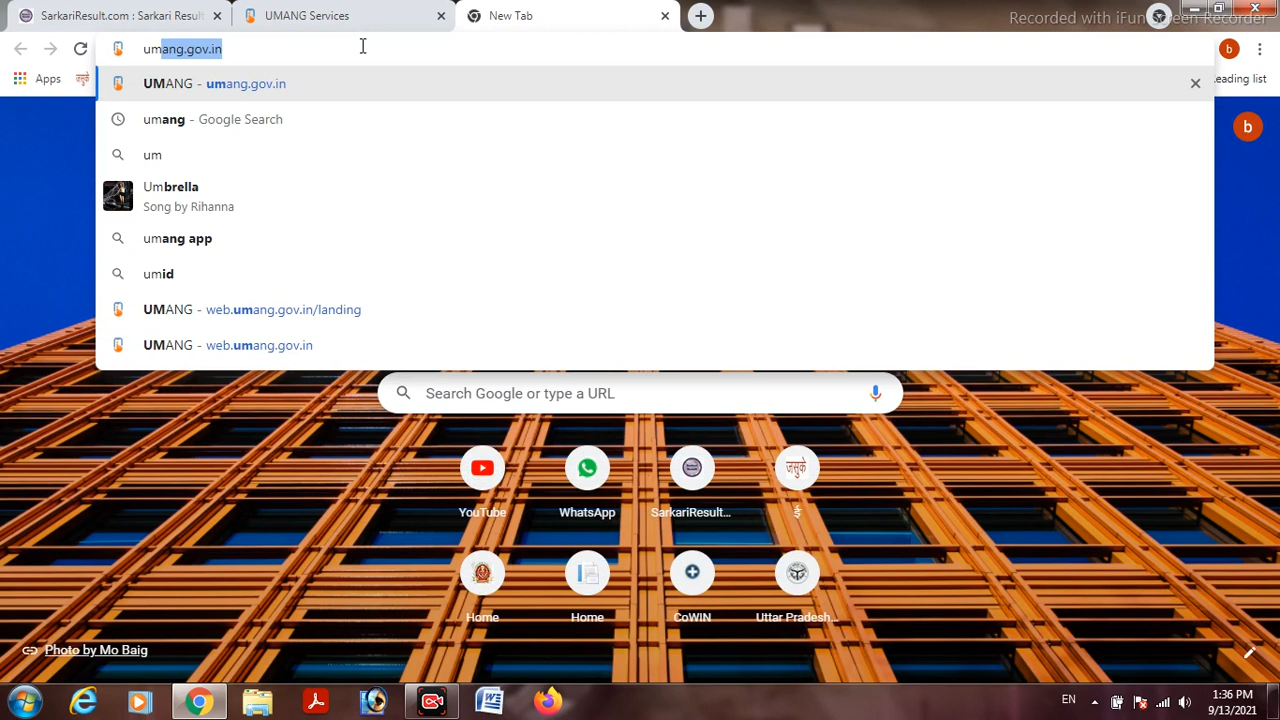 SarkariResult.com : Sarkari Result
UMANG Services
New Tab
Recorded with iFun Screen Recorder
umang.gov.in
b
Apps
जसुके
eading list
UMANG - umang.gov.in
b
umang - Google Search
um
Umbrella
Song by Rihanna
umang app
umid
UMANG - web.umang.gov.in/landing
UMANG - web.umang.gov.in
Search Google or type a URL
जसुके
YouTube
WhatsApp
SarkariResult...
ई
Home
Home
CoWIN
Uttar Pradesh...
Photo by Mo Baig
EN
1:36 PM
9/13/2021